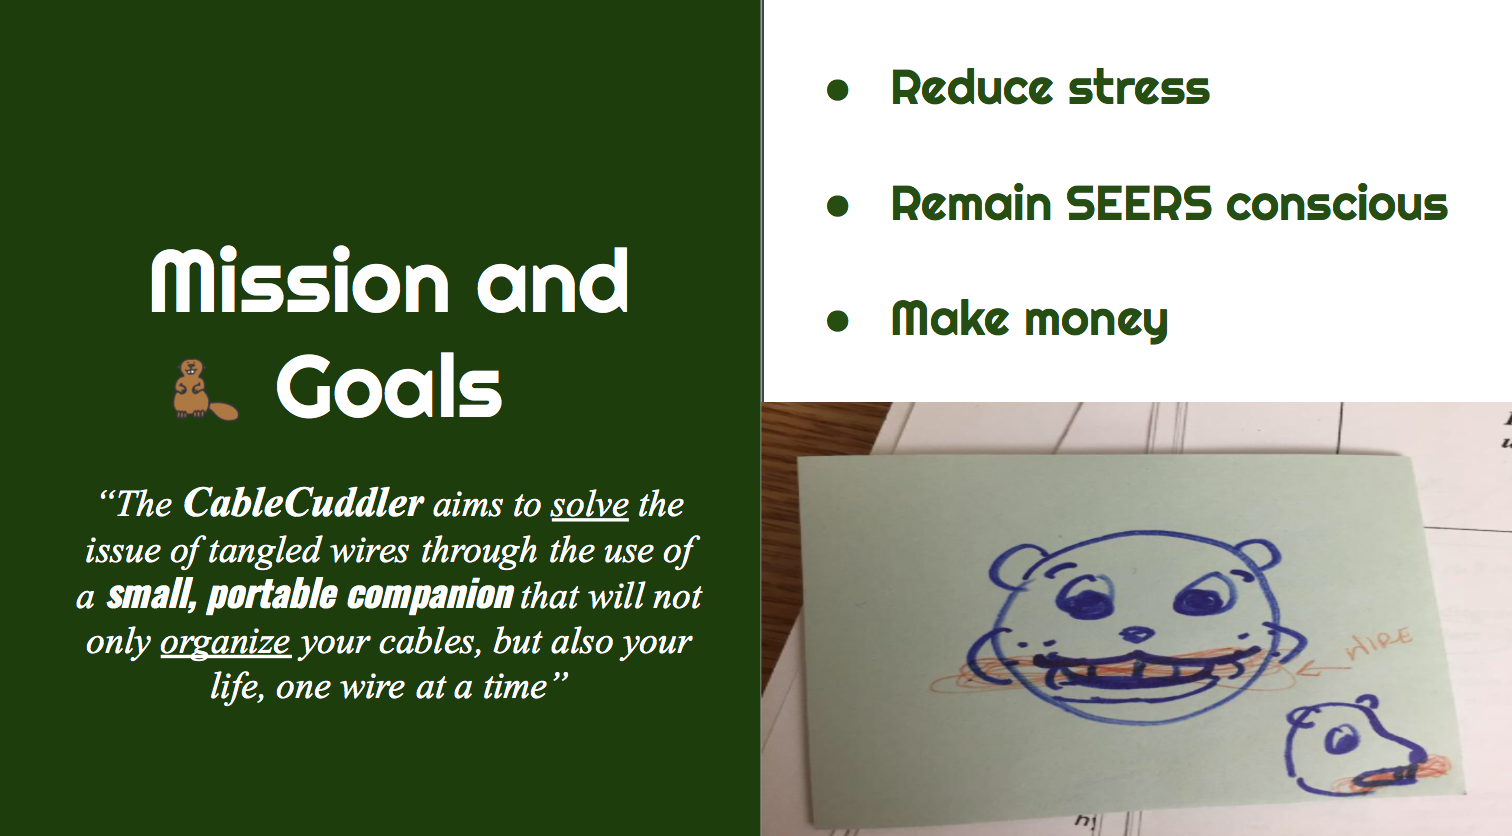 Mission and
Goals
“The CableCuddler aims to solve the
issue of tangled wires through the use of
a small, portable companion that will not
only organize your cables, but also your
life, one wire at a time”
● Reduce stress
● Remain SEERS conscious
● Make money
WIRE